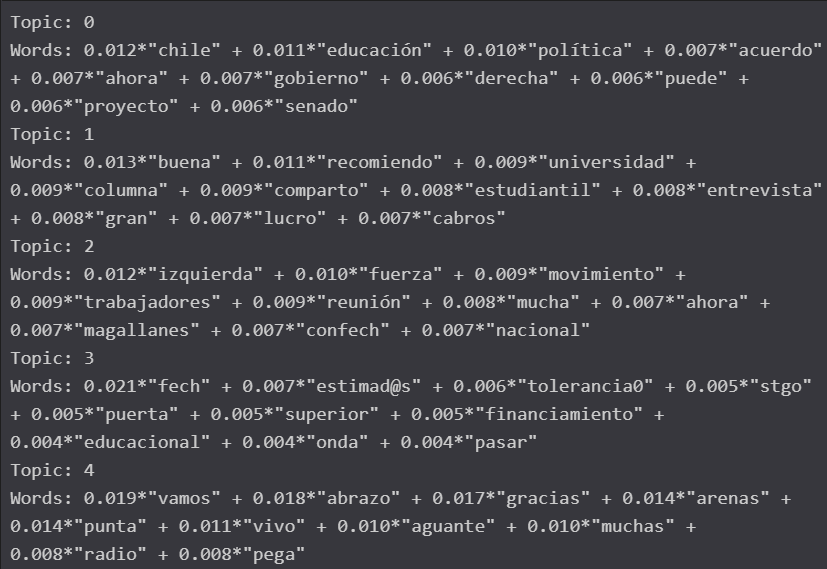 Topic: 0
Words: 0.012*"chile" + 0.011*"educación" + 0.010*"política" + 0.007*"acuerdo"
+ 0.007*"ahora" + 0.007*"gobierno" + 0.006*"derecha" + 0.006*"puede" +
0.006*"proyecto" + 0.006*"senado"
Topic: 1
Words: 0.013*"buena" + 0.011*"recomiendo" + 0.009*"universidad" +
0.009*"columna" + 0.009*"comparto" + 0.008*"estudiantil" + 0.008*"entrevista"
+ 0.008*"gran" + 0.007*"lucro" + 0.007*"cabros"
Topic: 2
Words: 0.012*"izquierda" + 0.010*"fuerza" + 0.009*"movimiento" +
0.009*"trabajadores" + 0.009*"reunión" + 0.008*"mucha" + 0.007*"ahora" +
0.007*"magallanes" + 0.007*"confech" + 0.007*"nacional"
Topic: 3
Words: 0.021*"fech" + 0.007*"estimad@s" + 0.006*"tolerancia0" + 0.005*"stgo"
+ 0.005*"puerta" + 0.005*"superior" + 0.005*"financiamiento" +
0.004*"educacional" + 0.004*"onda" + 0.004*"pasar"
Topic: 4
Words: 0.019*"vamos" + 0.018*"abrazo" + 0.017*"gracias" + 0.014*"arenas" +
0.014*"punta" + 0.011*"vivo" + 0.010*"aguante" + 0.010*"muchas" +
0.008*"radio" + 0.008*"pega"